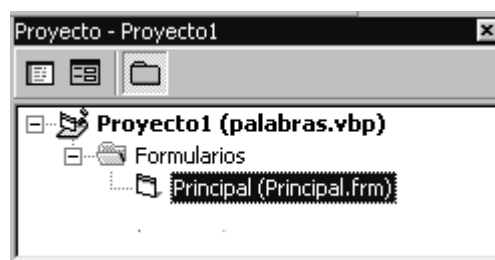 Proyecto - Proyecto1
Proyecto1 (palabras.vbp)
Formularios
Principal (Principal.frm)